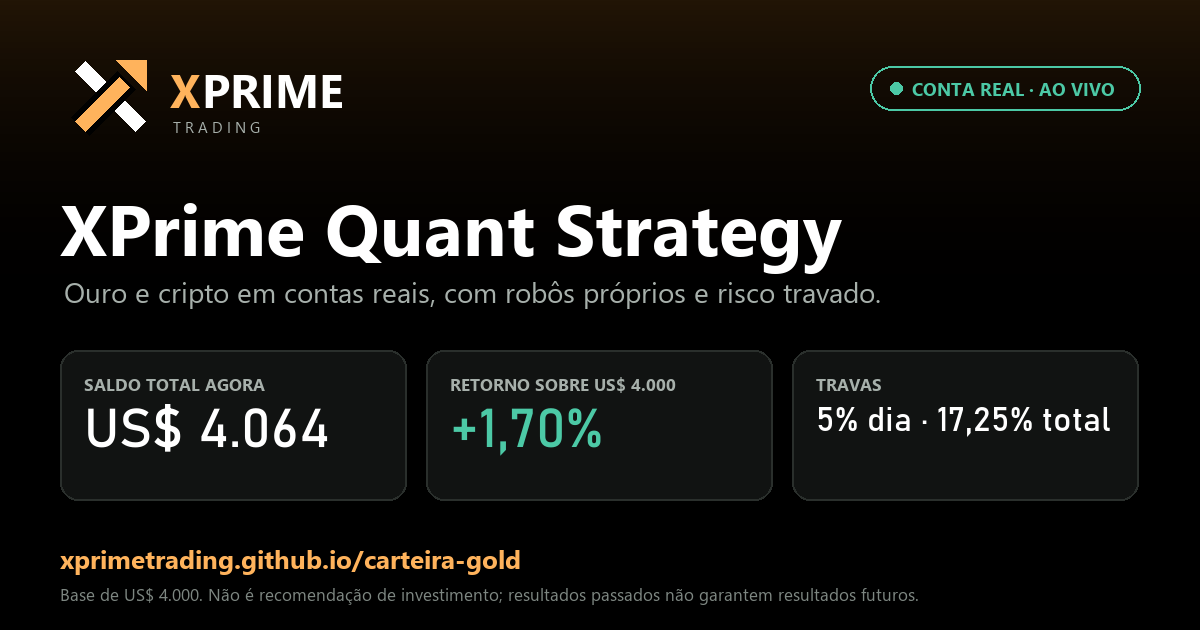 XPRIME
TRADING
CONTA REAL · AO VIVO
XPrime Quant Strategy
Ouro e cripto em contas reais, com robôs próprios e risco travado.
SALDO TOTAL AGORA
US$ 4.064
RETORNO SOBRE US$ 4.000
+1,70%
TRAVAS
5% dia · 17,25% total
xprimetrading.github.io/carteira-gold
Base de US$ 4.000. Não é recomendação de investimento; resultados passados não garantem resultados futuros.